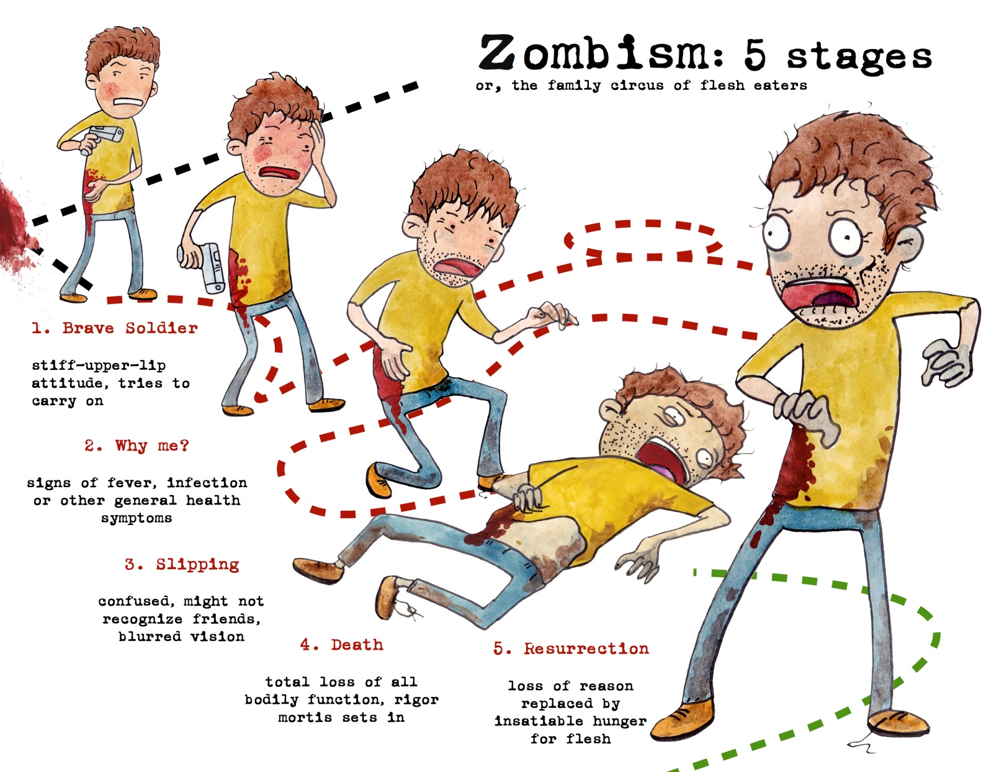 Zombism: 5 stages
or, the family circus of flesh eaters
1. Brave Soldier
stiff-upper-lip
attitude, tries to
carry on
2. Why me?
signs of fever, infection
or other general health
symptoms
3. Slipping
confused, might not
recognize friends,
blurred vision
4. Death
total loss of all
bodily function, rigor
mortis sets in
5. Resurrection
loss of reason
replaced by
insatiable hunger
for flesh